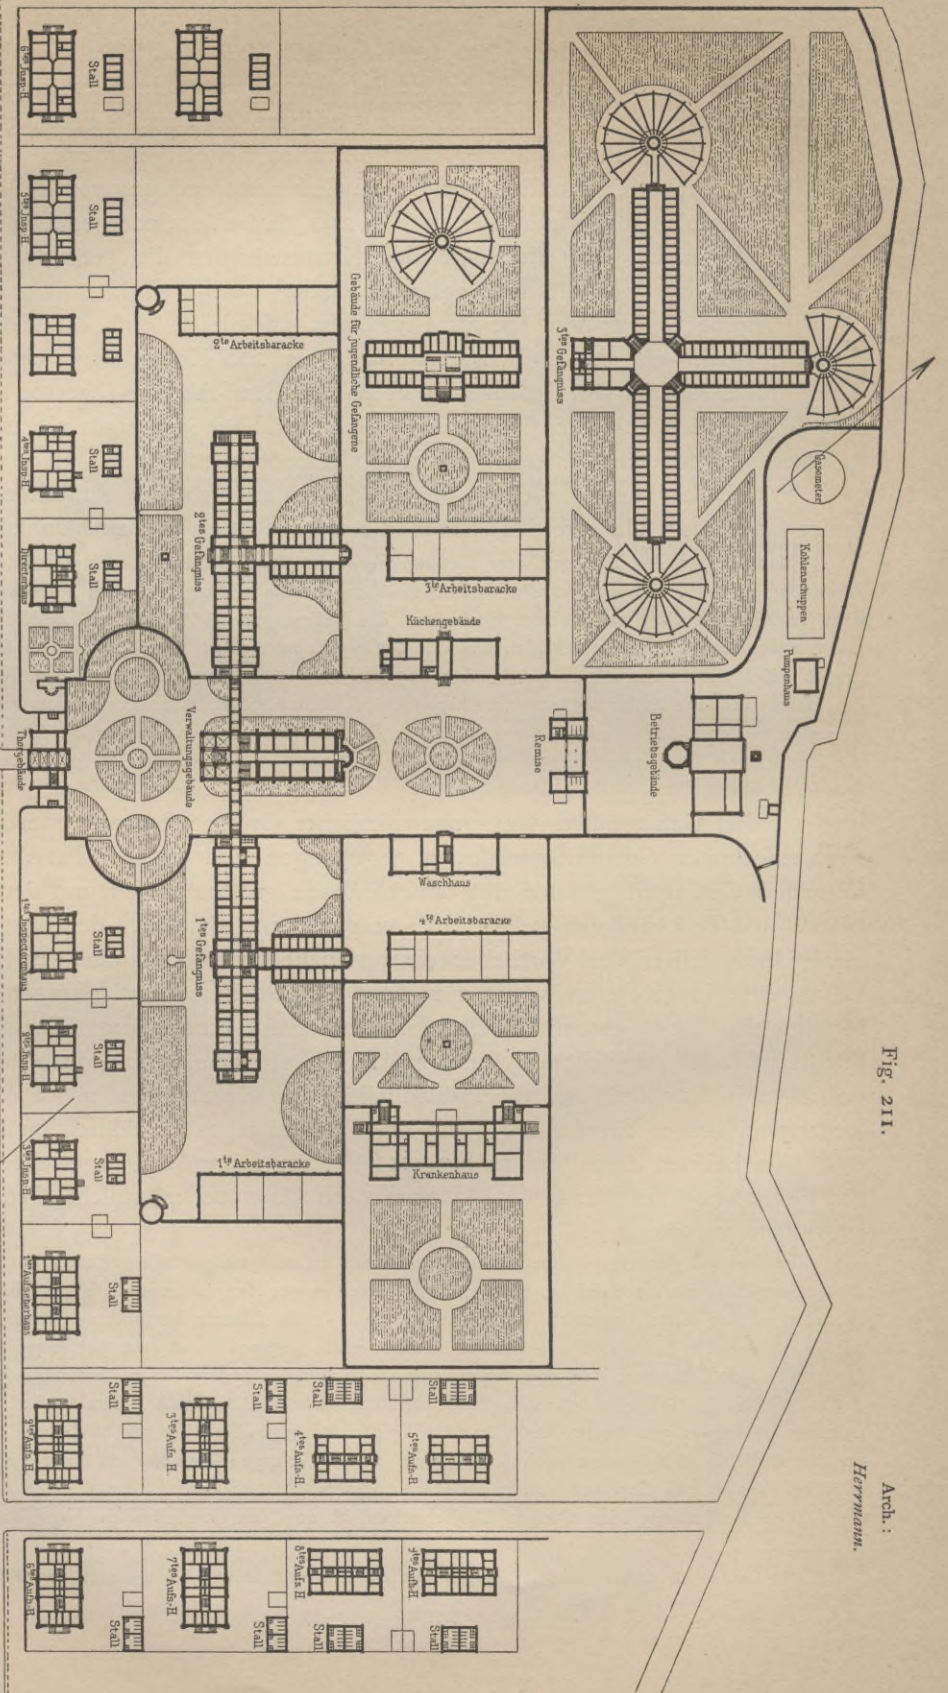 Fig. 211.
Arch.:
Herrmann.
6tes Insp.-H.
Stall
5tes Insp.-H.
Stall
4tes Insp.-H.
Stall
Directorhaus
Stall
Thorgebäude
1tes Inspectorenhaus
Stall
2tes Insp.-H.
Stall
3tes Insp.-H.
Stall
1tes Aufseherhaus
Stall
2tes Aufs. H.
Stall
3tes Aufs. H.
Stall
4tes Aufs.-H.
Stall
5tes Aufs.-H.
Stall
6tes Aufs.-H.
Stall
7tes Aufs.-H.
Stall
8tes Aufs. H.
Stall
9tes Aufs.-H.
Stall
2te Arbeitsbaracke
2tes Gefängniss
Verwaltungsgebäude
1tes Gefängniss
1te Arbeitsbaracke
Gebäude für jugendliche Gefangene
3te Arbeitsbaracke
Küchengebäude
Waschhaus
4te Arbeitsbaracke
Krankenhaus
3tes Gefängniss
Remise
Betriebsgebäude
Gasometer
Kohlenschuppen
Pumpenhaus